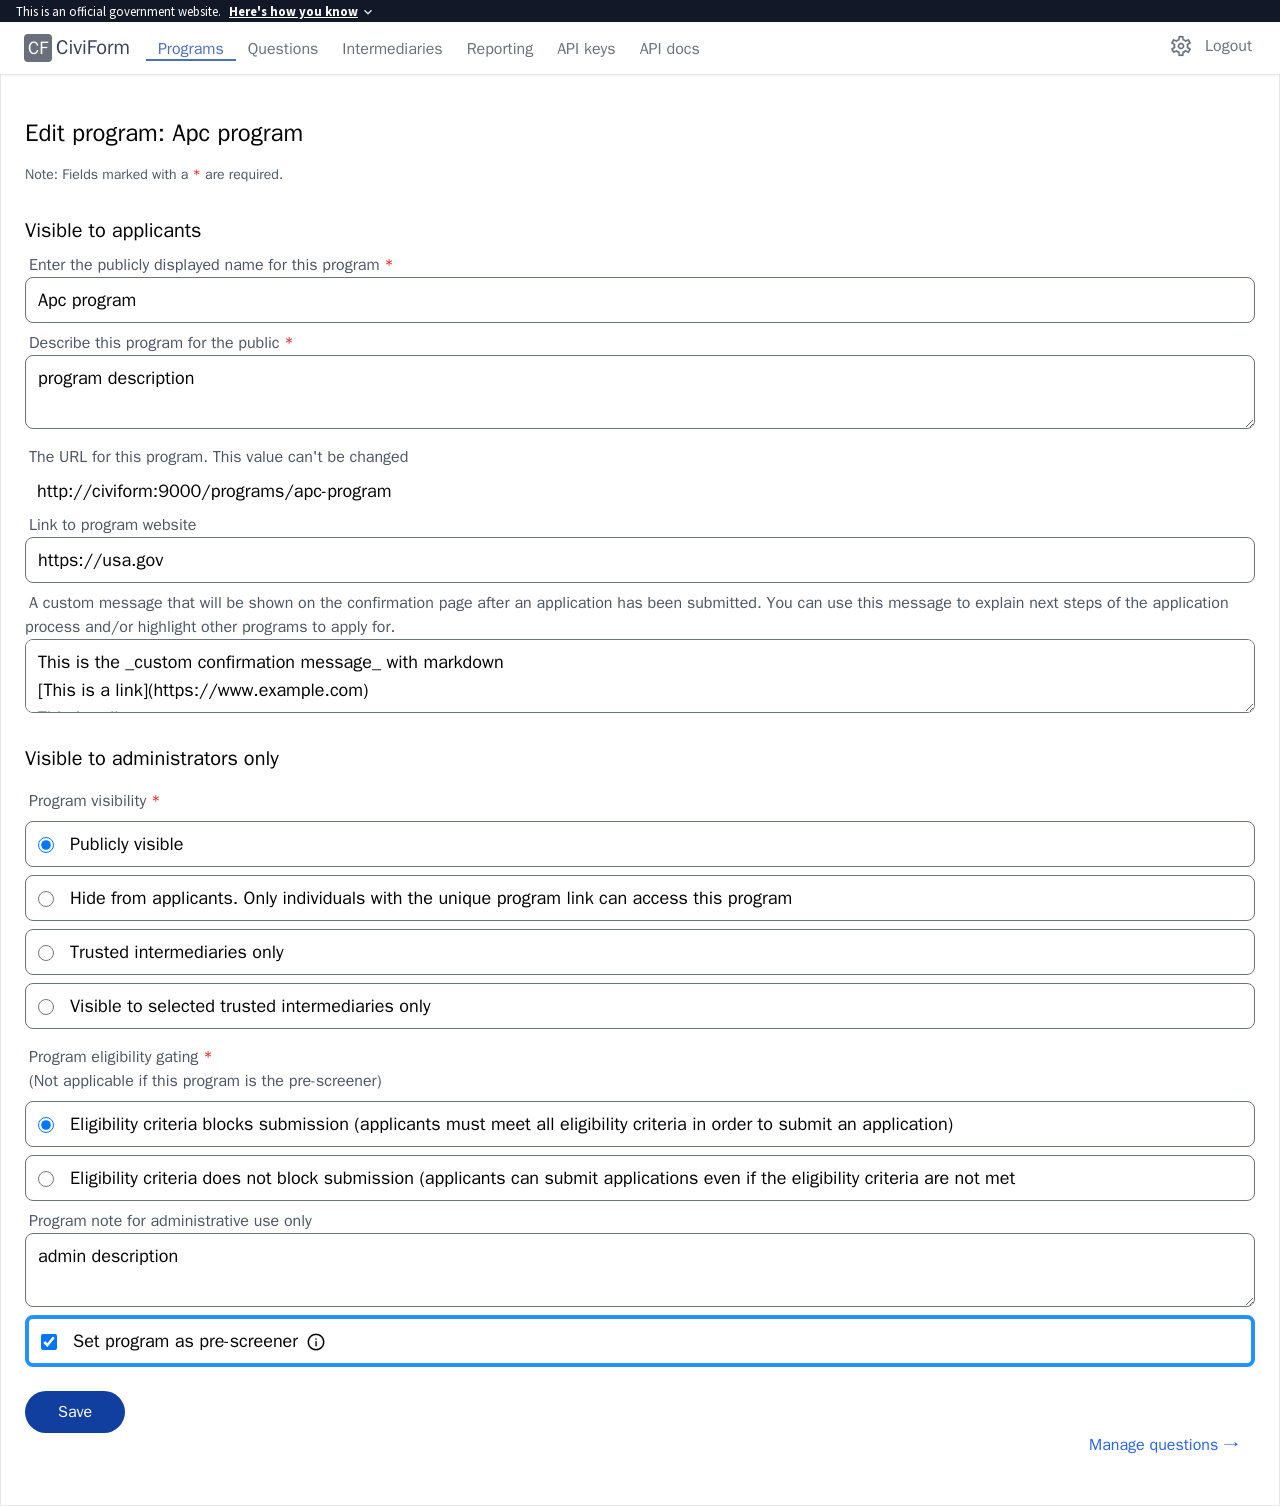 This is an official government website. Here's how you know
CF CiviForm Programs Questions Intermediaries Reporting API keys API docs Logout
Edit program: Apc program
Note: Fields marked with a * are required.
Visible to applicants
Enter the publicly displayed name for this program *
Apc program
Describe this program for the public *
program description
The URL for this program. This value can't be changed
http://civiform:9000/programs/apc-program
Link to program website
https://usa.gov
A custom message that will be shown on the confirmation page after an application has been submitted. You can use this message to explain next steps of the application
process and/or highlight other programs to apply for.
This is the _custom confirmation message_ with markdown
[This is a link](https://www.example.com)
Visible to administrators only
Program visibility *
Publicly visible
Hide from applicants. Only individuals with the unique program link can access this program
Trusted intermediaries only
Visible to selected trusted intermediaries only
Program eligibility gating *
(Not applicable if this program is the pre-screener)
Eligibility criteria blocks submission (applicants must meet all eligibility criteria in order to submit an application)
Eligibility criteria does not block submission (applicants can submit applications even if the eligibility criteria are not met
Program note for administrative use only
admin description
Set program as pre-screener
Save
Manage questions →